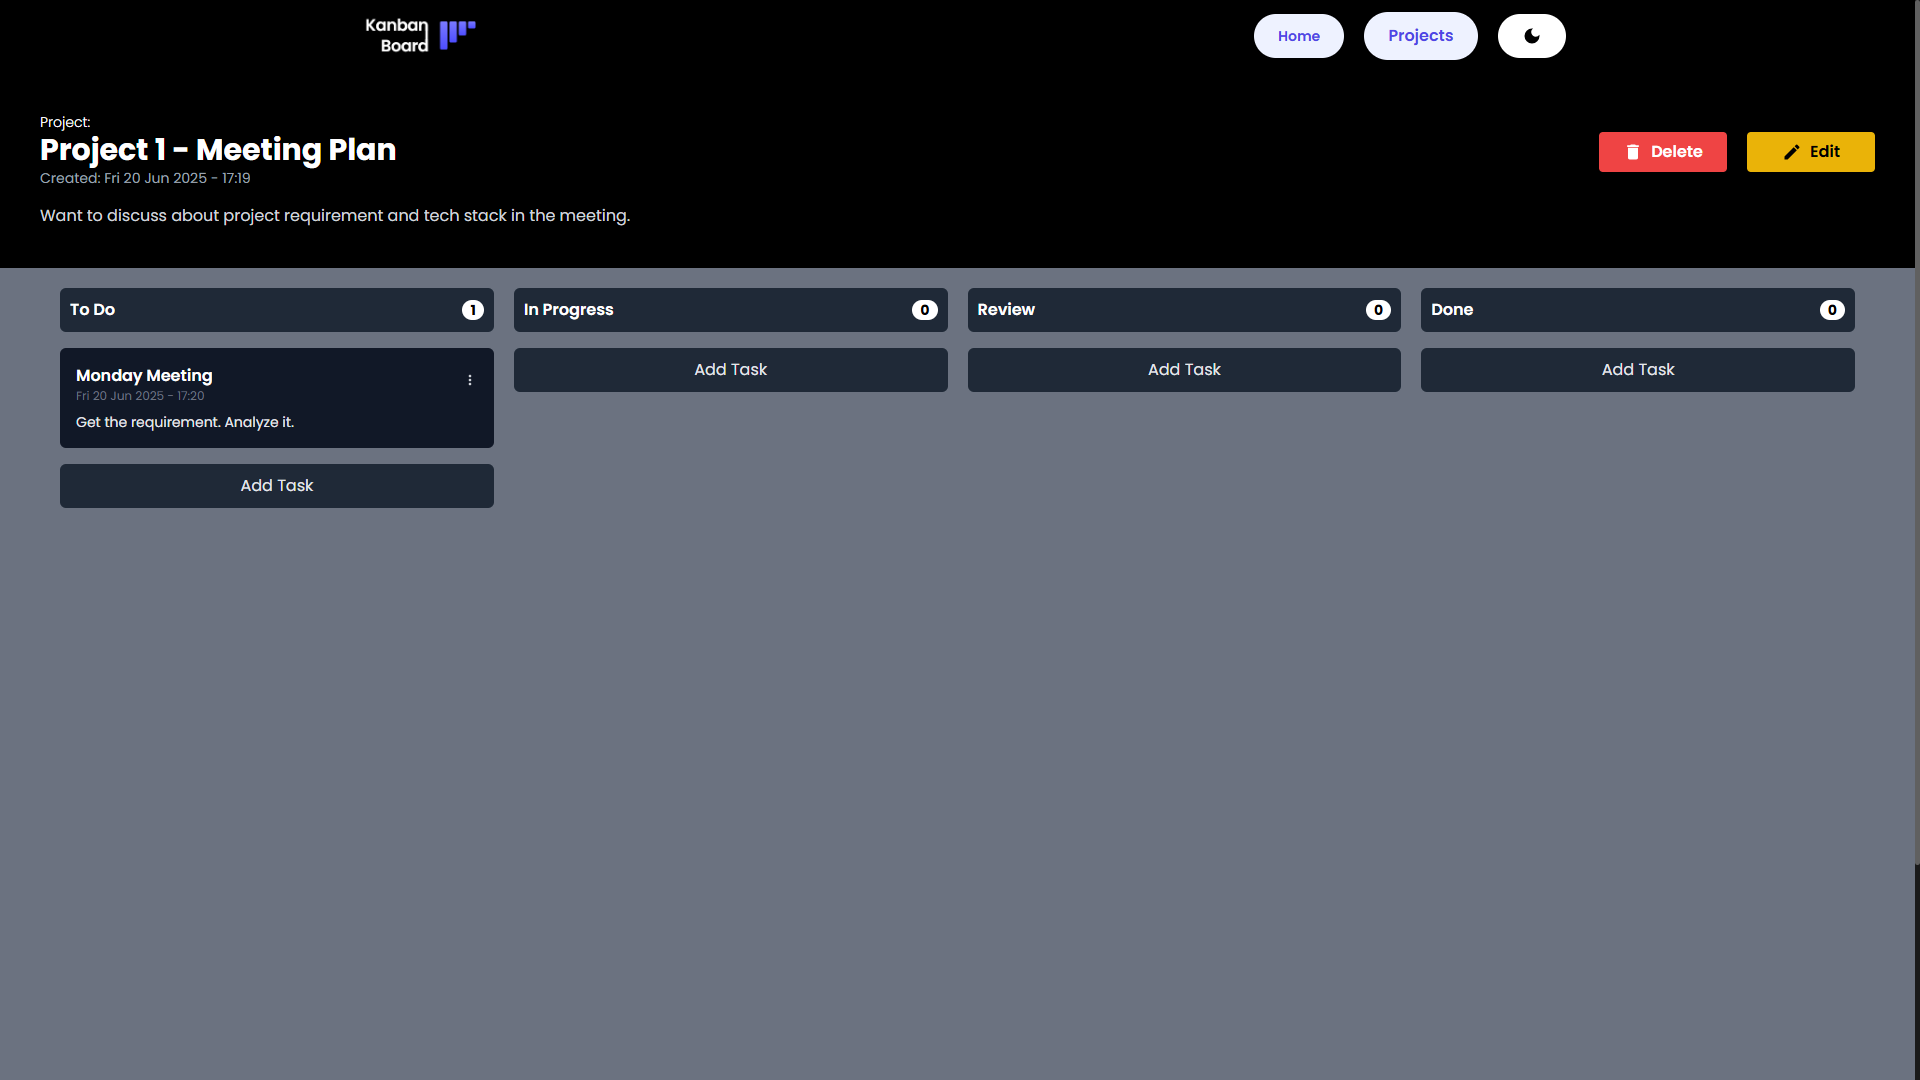 Kanban
Board
Home
Projects
Project:
Project 1 - Meeting Plan
Created: Fri 20 Jun 2025 - 17:19
Want to discuss about project requirement and tech stack in the meeting.
Delete
Edit
To Do
1
Monday Meeting
Fri 20 Jun 2025 - 17:20
Get the requirement. Analyze it.
Add Task
In Progress
0
Add Task
Review
0
Add Task
Done
0
Add Task